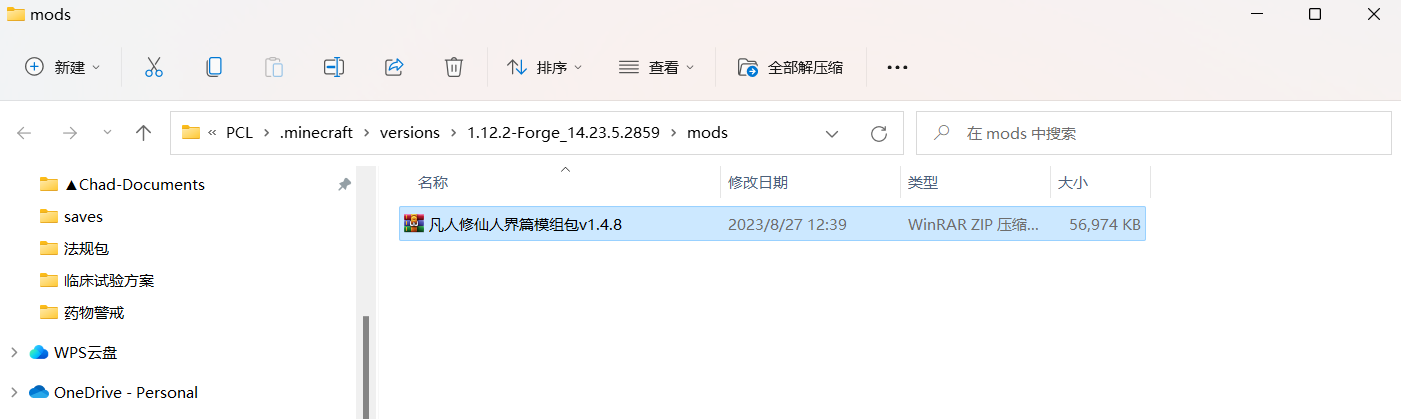 mods
新建 排序 查看 全部解压缩
« PCL > .minecraft > versions > 1.12.2-Forge_14.23.5.2859 > mods 在 mods 中搜索
▲Chad-Documents
saves
法规包
临床试验方案
药物警戒
WPS云盘
OneDrive - Personal
名称 修改日期 类型 大小
凡人修仙人界篇模组包v1.4.8 2023/8/27 12:39 WinRAR ZIP 压缩... 56,974 KB